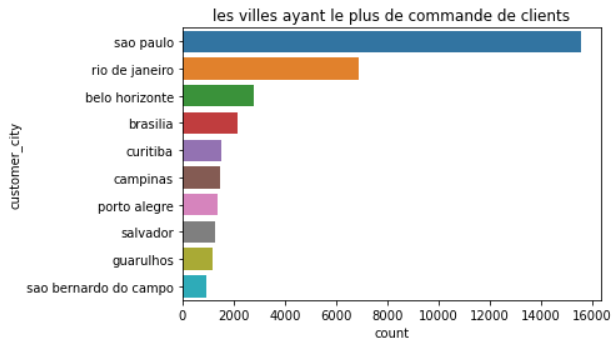 les villes ayant le plus de commande de clients
customer_city
sao paulo
rio de janeiro
belo horizonte
brasilia
curitiba
campinas
porto alegre
salvador
guarulhos
sao bernardo do campo
0 2000 4000 6000 8000 10000 12000 14000 16000
count